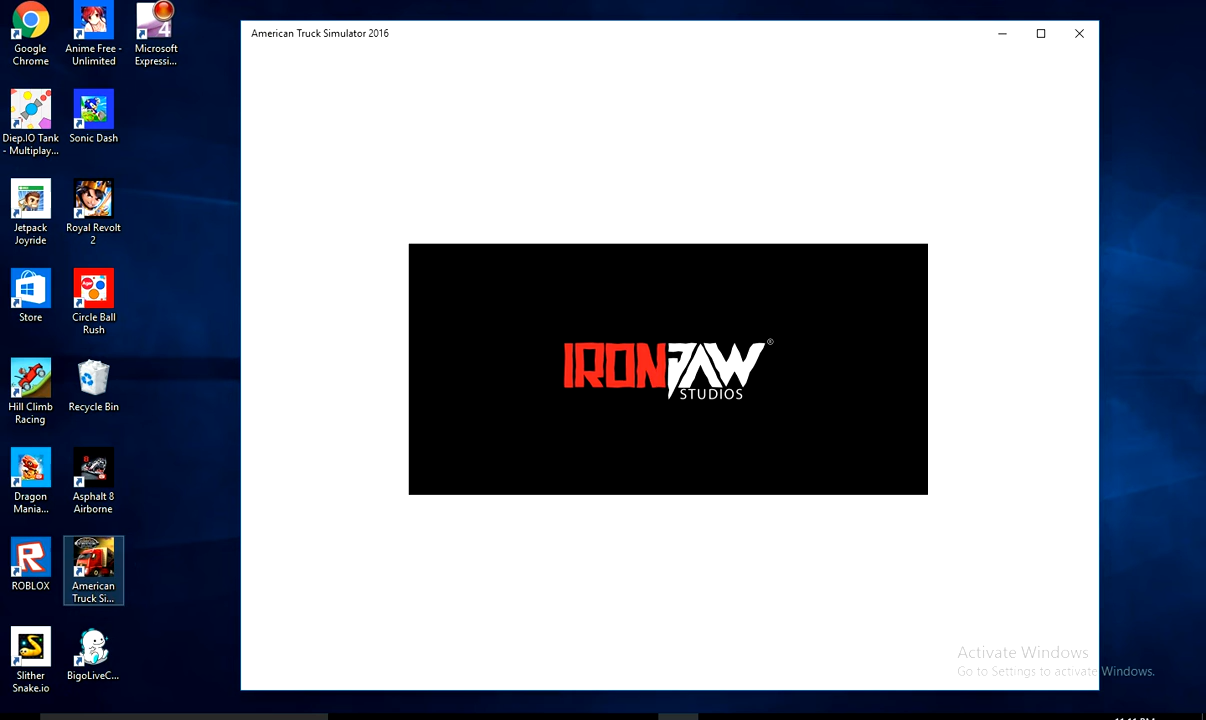 Google
Chrome
Anime Free -
Unlimited
Microsoft
Expressi...
4
Diep.IO Tank
- Multiplay...
Sonic Dash
Jetpack
Joyride
Royal Revolt
2
Store
Circle Ball
Rush
Hill Climb
Racing
Recycle Bin
Dragon
Mania...
Asphalt 8
Airborne
ROBLOX
American
Truck Si...
Slither
Snake.io
BigoLiveC...
American Truck Simulator 2016
IRONPAW®
STUDIOS
Activate Windows
Go to Settings to activate Windows.